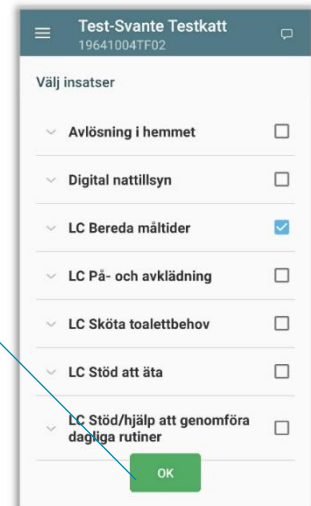 Test-Svante Testkatt
19641004TF02
Välj insatser
Avlösning i hemmet
Digital nattillsyn
LC Bereda måltider
LC På- och avklädning
LC Sköta toalettbehov
LC Stöd att äta
LC Stöd/hjälp att genomföra
dagliga rutiner
OK